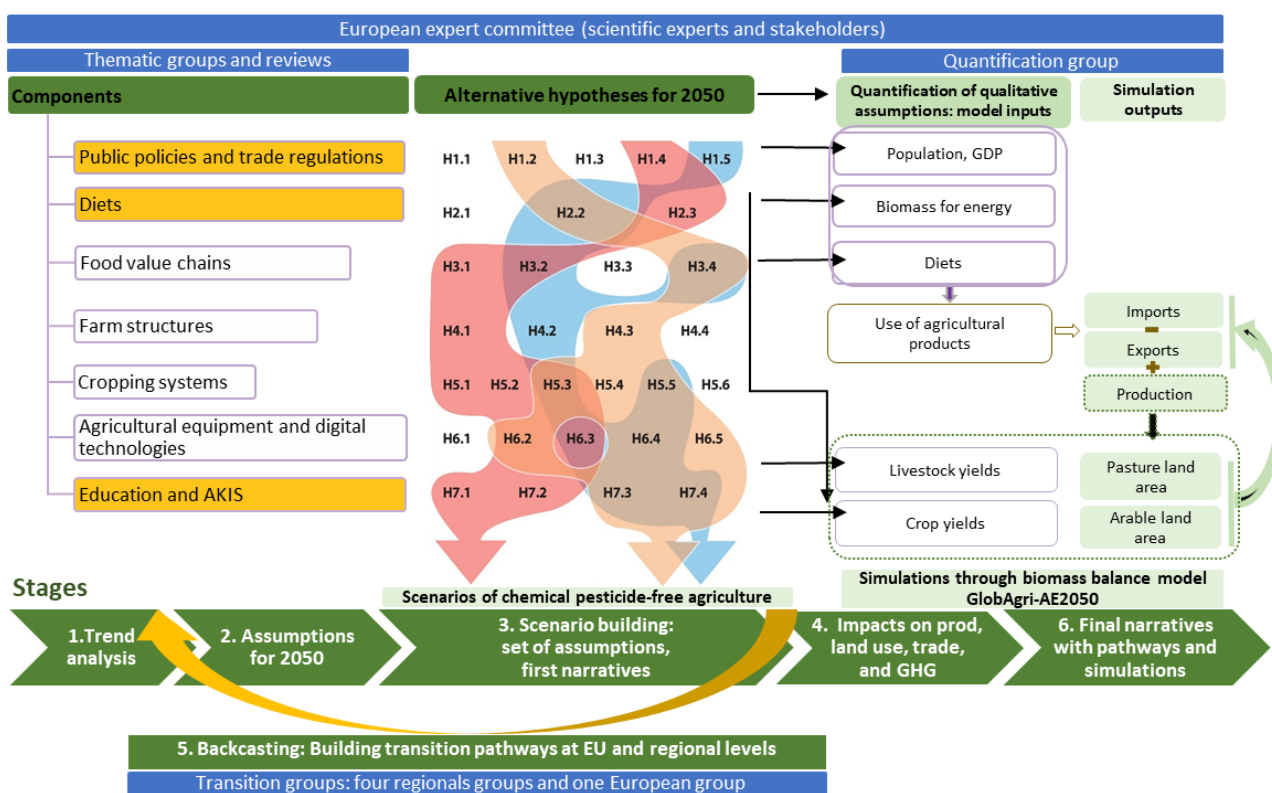 European expert committee (scientific experts and stakeholders)
Thematic groups and reviews
Quantification group
Components
Alternative hypotheses for 2050
Quantification of qualitative
assumptions: model inputs
Simulation
outputs
Public policies and trade regulations
Diets
Food value chains
Farm structures
Cropping systems
Agricultural equipment and digital
technologies
Education and AKIS
H1.1 H1.2 H1.3 H1.4 H1.5
H2.1 H2.2 H2.3
H3.1 H3.2 H3.3 H3.4
H4.1 H4.2 H4.3 H4.4
H5.1 H5.2 H5.3 H5.4 H5.5 H5.6
H6.1 H6.2 H6.3 H6.4 H6.5
H7.1 H7.2 H7.3 H7.4
Population, GDP
Biomass for energy
Diets
Use of agricultural
products
Imports
Exports
Production
Livestock yields
Crop yields
Pasture land
area
Arable land
area
Scenarios of chemical pesticide-free agriculture
Simulations through biomass balance model
GlobAgri-AE2050
Stages
1.Trend
analysis
2. Assumptions
for 2050
3. Scenario building:
set of assumptions,
first narratives
4. Impacts on prod,
land use, trade,
and GHG
6. Final narratives
with pathways and
simulations
5. Backcasting: Building transition pathways at EU and regional levels
Transition groups: four regionals groups and one European group